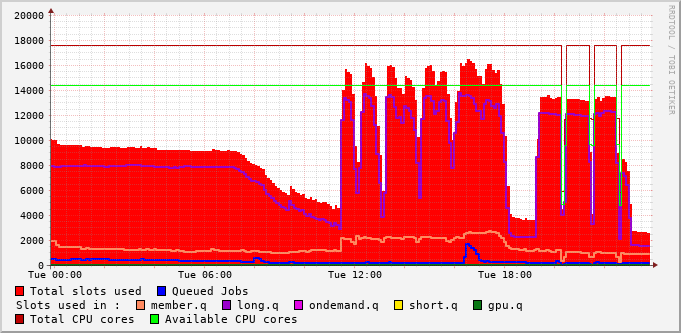 20000
18000
16000
14000
12000
10000
8000
6000
4000
2000
0
Tue 00:00 Tue 06:00 Tue 12:00 Tue 18:00
Total slots used Queued Jobs
Slots used in : member.q long.q ondemand.q short.q gpu.q
Total CPU cores Available CPU cores
RRDTOOL / TOBI OETIKER